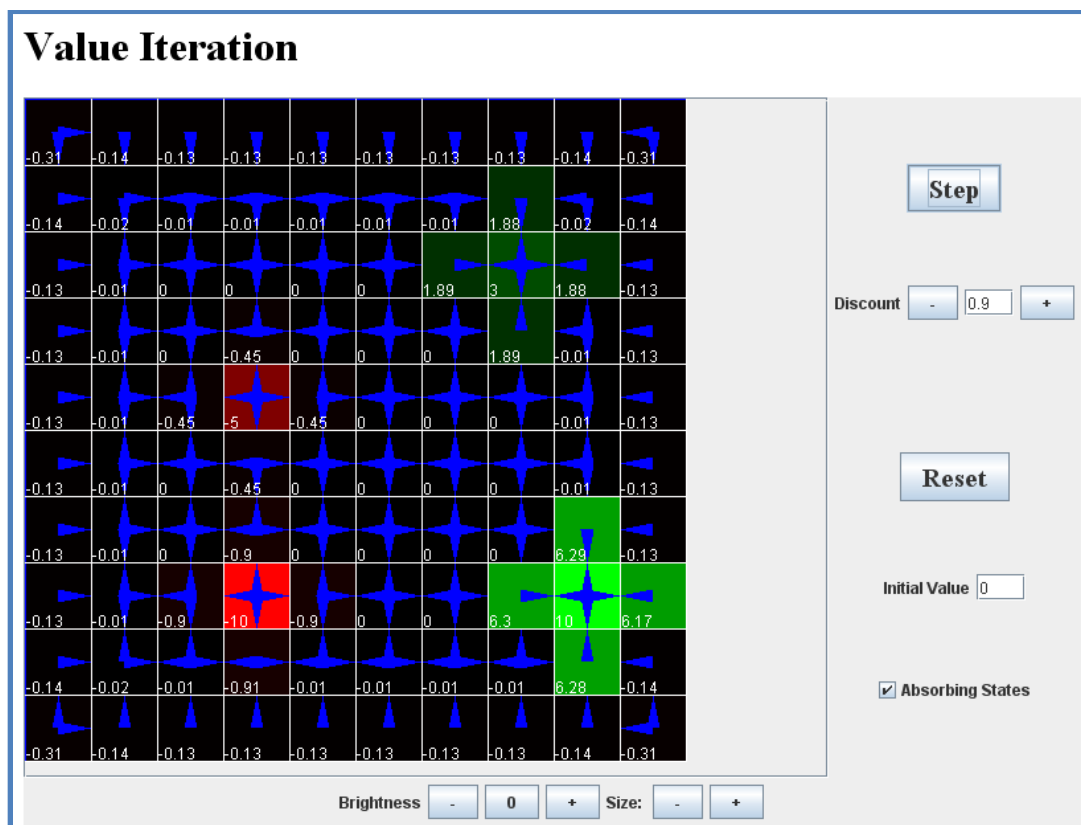 Value Iteration
-0.31 -0.14 -0.13 -0.13 -0.13 -0.13 -0.13 -0.13 -0.14 -0.31
-0.14 -0.02 -0.01 -0.01 -0.01 -0.01 -0.01 1.88 -0.02 -0.14
Step
-0.13 -0.01 0 0 0 0 1.89 3 1.88 -0.13
Discount - 0.9 +
-0.13 -0.01 0 -0.45 0 0 0 1.89 -0.01 -0.13
-0.13 -0.01 -0.45 -5 -0.45 0 0 0 -0.01 -0.13
-0.13 -0.01 0 -0.45 0 0 0 0 -0.01 -0.13
Reset
-0.13 -0.01 0 -0.9 0 0 0 0 6.29 -0.13
Initial Value 0
-0.13 -0.01 -0.9 -10 -0.9 0 0 6.3 10 6.17
-0.14 -0.02 -0.01 -0.91 -0.01 -0.01 -0.01 -0.01 6.28 -0.14
Absorbing States
-0.31 -0.14 -0.13 -0.13 -0.13 -0.13 -0.13 -0.13 -0.14 -0.31
Brightness - 0 + Size: - +